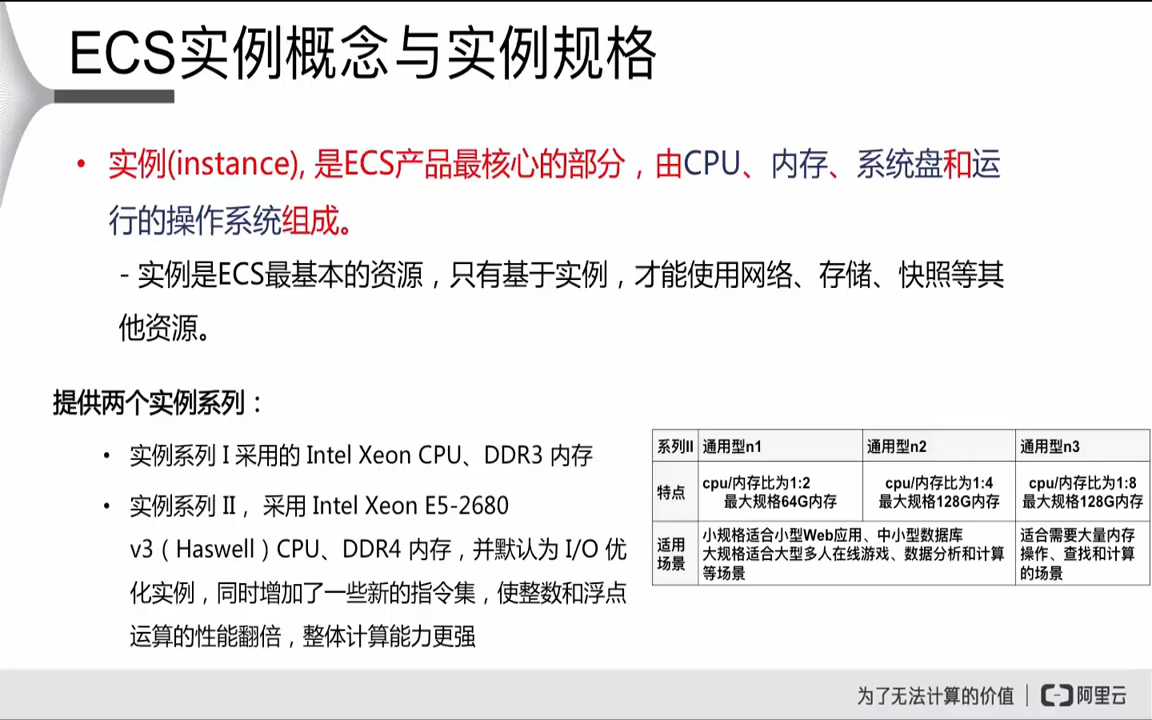 ECS实例概念与实例规格
• 实例(instance), 是ECS产品最核心的部分，由CPU、内存、系统盘和运
行的操作系统组成。
- 实例是ECS最基本的资源，只有基于实例，才能使用网络、存储、快照等其
他资源。
提供两个实例系列：
• 实例系列 I 采用的 Intel Xeon CPU、DDR3 内存
• 实例系列 II， 采用 Intel Xeon E5-2680
v3（Haswell）CPU、DDR4 内存，并默认为 I/O 优
化实例，同时增加了一些新的指令集，使整数和浮点
运算的性能翻倍，整体计算能力更强
系列II 通用型n1 通用型n2 通用型n3
特点 cpu/内存比为1:2 cpu/内存比为1:4 cpu/内存比为1:8
最大规格64G内存 最大规格128G内存 最大规格128G内存
适用 小规格适合小型Web应用、中小型数据库 适合需要大量内存
场景 大规格适合大型多人在线游戏、数据分析和计算 操作、查找和计算
等场景 的场景
为了无法计算的价值 | 阿里云